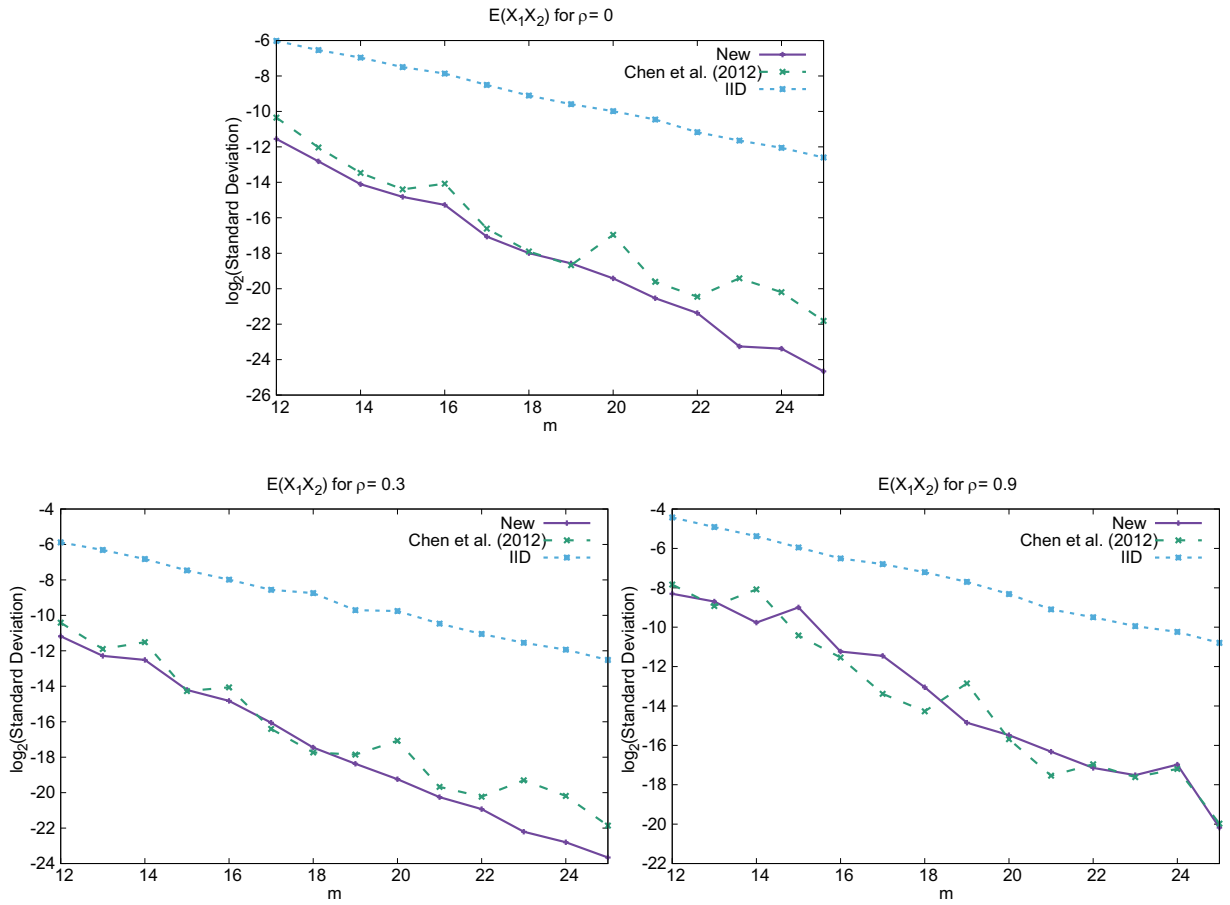 E(X1X2) for ρ= 0
New
Chen et al. (2012)
IID
log2(Standard Deviation)
-6
-8
-10
-12
-14
-16
-18
-20
-22
-24
-26
12 14 16 18 20 22 24
m
E(X1X2) for ρ= 0.3
New
Chen et al. (2012)
IID
log2(Standard Deviation)
-4
-6
-8
-10
-12
-14
-16
-18
-20
-22
-24
12 14 16 18 20 22 24
m
E(X1X2) for ρ= 0.9
New
Chen et al. (2012)
IID
log2(Standard Deviation)
-4
-6
-8
-10
-12
-14
-16
-18
-20
-22
12 14 16 18 20 22 24
m